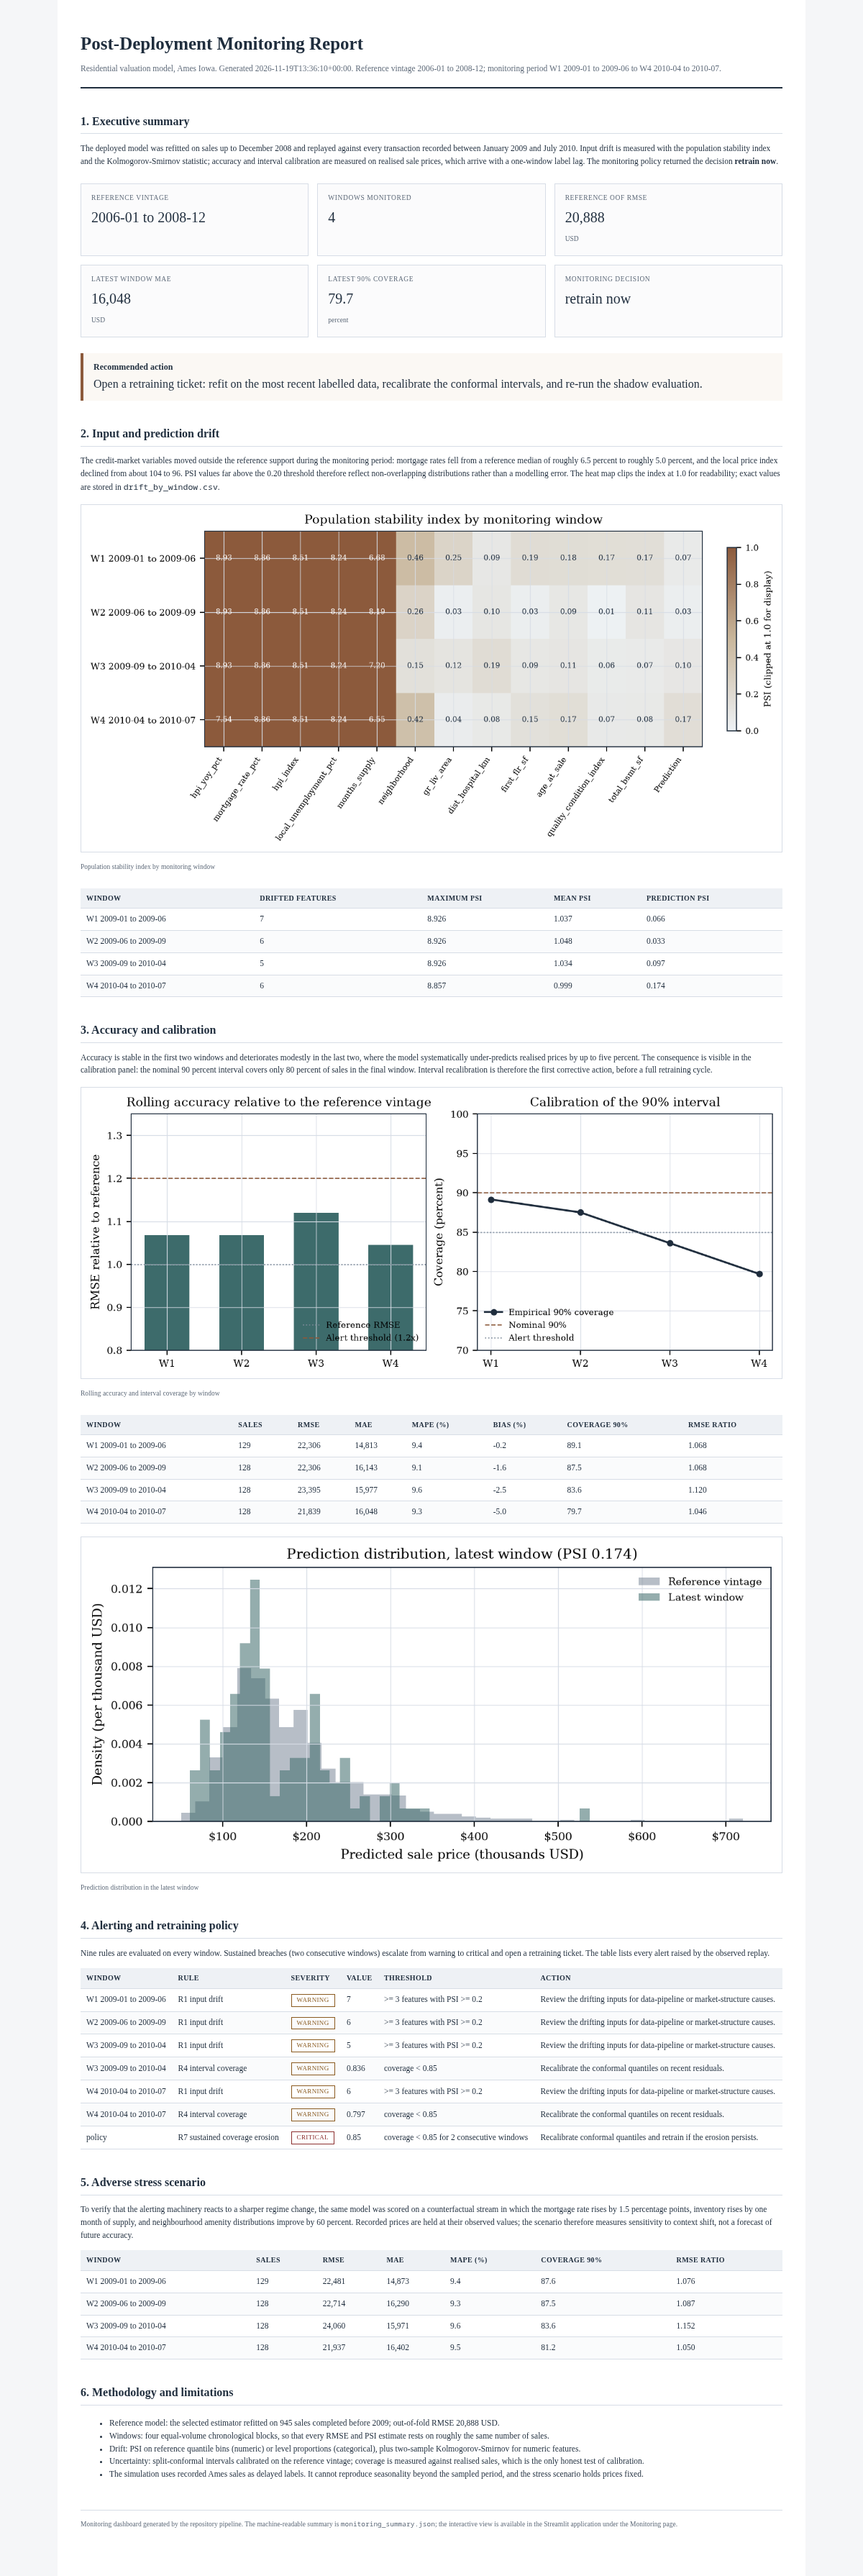 Post-Deployment Monitoring Report
Residential valuation model, Ames Iowa. Generated 2026-11-19T13:36:10+00:00. Reference vintage 2006-01 to 2008-12; monitoring period W1 2009-01 to 2009-06 to W4 2010-04 to 2010-07.
1. Executive summary
The deployed model was refitted on sales up to December 2008 and replayed against every transaction recorded between January 2009 and July 2010. Input drift is measured with the population stability index
and the Kolmogorov-Smirnov statistic; accuracy and interval calibration are measured on realised sale prices, which arrive with a one-window label lag. The monitoring policy returned the decision retrain now.
REFERENCE VINTAGE
2006-01 to 2008-12
WINDOWS MONITORED
4
REFERENCE OOF RMSE
20,888
USD
LATEST WINDOW MAE
16,048
USD
LATEST 90% COVERAGE
79.7
percent
MONITORING DECISION
retrain now
Recommended action
Open a retraining ticket: refit on the most recent labelled data, recalibrate the conformal intervals, and re-run the shadow evaluation.
2. Input and prediction drift
The credit-market variables moved outside the reference support during the monitoring period: mortgage rates fell from a reference median of roughly 6.5 percent to roughly 5.0 percent, and the local price index
declined from about 104 to 96. PSI values far above the 0.20 threshold therefore reflect non-overlapping distributions rather than a modelling error. The heat map clips the index at 1.0 for readability; exact values
are stored in drift_by_window.csv.
Population stability index by monitoring window
W1 2009-01 to 2009-06 8.93 8.86 8.51 8.24 6.88 0.46 0.25 0.09 0.19 0.18 0.17 0.17 0.07
W2 2009-06 to 2009-09 8.93 8.86 8.51 8.24 8.19 0.26 0.03 0.10 0.03 0.09 0.01 0.11 0.03
W3 2009-09 to 2010-04 8.93 8.86 8.51 8.24 7.20 0.15 0.12 0.19 0.09 0.11 0.06 0.07 0.10
W4 2010-04 to 2010-07 7.54 8.86 8.51 8.24 6.55 0.42 0.04 0.08 0.15 0.17 0.07 0.08 0.17
hpi_yoy_pct
mortgage_rate_pct
hpi_index
local_unemployment_pct
months_supply
neighborhood
gr_liv_area
dist_hospital_km
first_flr_sf
age_at_sale
quality_condition_index
total_bsmt_sf
Prediction
1.0
0.8
0.6
0.4
0.2
0.0
PSI (clipped at 1.0 for display)
Population stability index by monitoring window
WINDOW DRIFTED FEATURES MAXIMUM PSI MEAN PSI PREDICTION PSI
W1 2009-01 to 2009-06 7 8.926 1.037 0.066
W2 2009-06 to 2009-09 6 8.926 1.048 0.033
W3 2009-09 to 2010-04 5 8.926 1.034 0.097
W4 2010-04 to 2010-07 6 8.857 0.999 0.174
3. Accuracy and calibration
Accuracy is stable in the first two windows and deteriorates modestly in the last two, where the model systematically under-predicts realised prices by up to five percent. The consequence is visible in the
calibration panel: the nominal 90 percent interval covers only 80 percent of sales in the final window. Interval recalibration is therefore the first corrective action, before a full retraining cycle.
Rolling accuracy relative to the reference vintage
RMSE relative to reference
1.3
1.2
1.1
1.0
0.9
0.8
Reference RMSE
Alert threshold (1.2x)
W1 W2 W3 W4
Calibration of the 90% interval
Coverage (percent)
100
95
90
85
80
75
70
Empirical 90% coverage
Nominal 90%
Alert threshold
W1 W2 W3 W4
Rolling accuracy and interval coverage by window
WINDOW SALES RMSE MAE MAPE (%) BIAS (%) COVERAGE 90% RMSE RATIO
W1 2009-01 to 2009-06 129 22,306 14,813 9.4 -0.2 89.1 1.068
W2 2009-06 to 2009-09 128 22,306 16,143 9.1 -1.6 87.5 1.068
W3 2009-09 to 2010-04 128 23,395 15,977 9.6 -2.5 83.6 1.120
W4 2010-04 to 2010-07 128 21,839 16,048 9.3 -5.0 79.7 1.046
Prediction distribution, latest window (PSI 0.174)
Reference vintage
Latest window
Density (per thousand USD)
0.012
0.010
0.008
0.006
0.004
0.002
0.000
$100 $200 $300 $400 $500 $600 $700
Predicted sale price (thousands USD)
Prediction distribution in the latest window
4. Alerting and retraining policy
Nine rules are evaluated on every window. Sustained breaches (two consecutive windows) escalate from warning to critical and open a retraining ticket. The table lists every alert raised by the observed replay.
WINDOW RULE SEVERITY VALUE THRESHOLD ACTION
W1 2009-01 to 2009-06 R1 input drift WARNING 7 >= 3 features with PSI >= 0.2 Review the drifting inputs for data-pipeline or market-structure causes.
W2 2009-06 to 2009-09 R1 input drift WARNING 6 >= 3 features with PSI >= 0.2 Review the drifting inputs for data-pipeline or market-structure causes.
W3 2009-09 to 2010-04 R1 input drift WARNING 5 >= 3 features with PSI >= 0.2 Review the drifting inputs for data-pipeline or market-structure causes.
W3 2009-09 to 2010-04 R4 interval coverage WARNING 0.836 coverage < 0.85 Recalibrate the conformal quantiles on recent residuals.
W4 2010-04 to 2010-07 R1 input drift WARNING 6 >= 3 features with PSI >= 0.2 Review the drifting inputs for data-pipeline or market-structure causes.
W4 2010-04 to 2010-07 R4 interval coverage WARNING 0.797 coverage < 0.85 Recalibrate the conformal quantiles on recent residuals.
policy R7 sustained coverage erosion CRITICAL 0.85 coverage < 0.85 for 2 consecutive windows Recalibrate conformal quantiles and retrain if the erosion persists.
5. Adverse stress scenario
To verify that the alerting machinery reacts to a sharper regime change, the same model was scored on a counterfactual stream in which the mortgage rate rises by 1.5 percentage points, inventory rises by one
month of supply, and neighbourhood amenity distributions improve by 60 percent. Recorded prices are held at their observed values; the scenario therefore measures sensitivity to context shift, not a forecast of
future accuracy.
WINDOW SALES RMSE MAE MAPE (%) COVERAGE 90% RMSE RATIO
W1 2009-01 to 2009-06 129 22,481 14,873 9.4 87.6 1.076
W2 2009-06 to 2009-09 128 22,714 16,290 9.3 87.5 1.087
W3 2009-09 to 2010-04 128 24,060 15,971 9.6 83.6 1.152
W4 2010-04 to 2010-07 128 21,937 16,402 9.5 81.2 1.050
6. Methodology and limitations
• Reference model: the selected estimator refitted on 945 sales completed before 2009; out-of-fold RMSE 20,888 USD.
• Windows: four equal-volume chronological blocks, so that every RMSE and PSI estimate rests on roughly the same number of sales.
• Drift: PSI on reference quantile bins (numeric) or level proportions (categorical), plus two-sample Kolmogorov-Smirnov for numeric features.
• Uncertainty: split-conformal intervals calibrated on the reference vintage; coverage is measured against realised sales, which is the only honest test of calibration.
• The simulation uses recorded Ames sales as delayed labels. It cannot reproduce seasonality beyond the sampled period, and the stress scenario holds prices fixed.
Monitoring dashboard generated by the repository pipeline. The machine-readable summary is monitoring_summary.json; the interactive view is available in the Streamlit application under the Monitoring page.